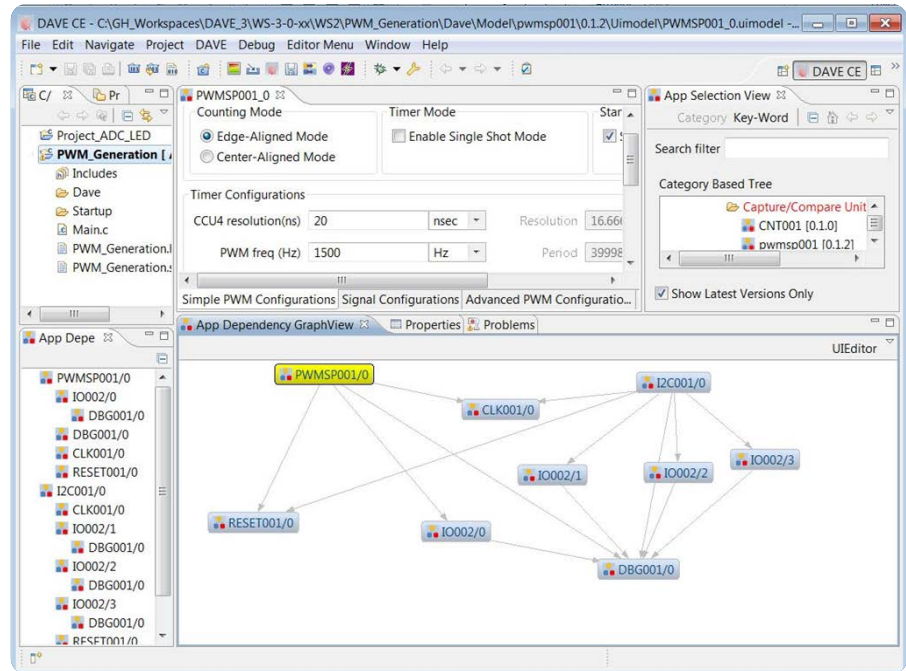 DAVE CE - C:\GH_Workspaces\DAVE_3\WS-3-0-xx\WS2\PWM_Generation\Dave\Model\pwmsp001\0.1.2\Uimodel\PWMSP001_0.uimodel -...
File Edit Navigate Project DAVE Debug Editor Menu Window Help
DAVE CE
C/
Pr
Project_ADC_LED
PWM_Generation [
Includes
Dave
Startup
Main.c
PWM_Generation.
PWM_Generation.
PWMSP001_0
Counting Mode
Timer Mode
Star
Edge-Aligned Mode
Enable Single Shot Mode
Center-Aligned Mode
Timer Configurations
CCU4 resolution(ns) 20 nsec Resolution 16.666
PWM freq (Hz) 1500 Hz Period 39998
Simple PWM Configurations Signal Configurations Advanced PWM Configuratio...
App Selection View
Category Key-Word
Search filter
Category Based Tree
Capture/Compare Unit
CNT001 [0.1.0]
pwmsp001 [0.1.2]
Show Latest Versions Only
App Depe
PWMSP001/0
IO002/0
DBG001/0
DBG001/0
CLK001/0
RESET001/0
I2C001/0
CLK001/0
IO002/1
DBG001/0
IO002/2
DBG001/0
IO002/3
DBG001/0
RESET001/0
App Dependency GraphView Properties Problems
UIEditor
PWMSP001/0
I2C001/0
CLK001/0
IO002/3
IO002/1
IO002/2
RESET001/0
IO002/0
DBG001/0